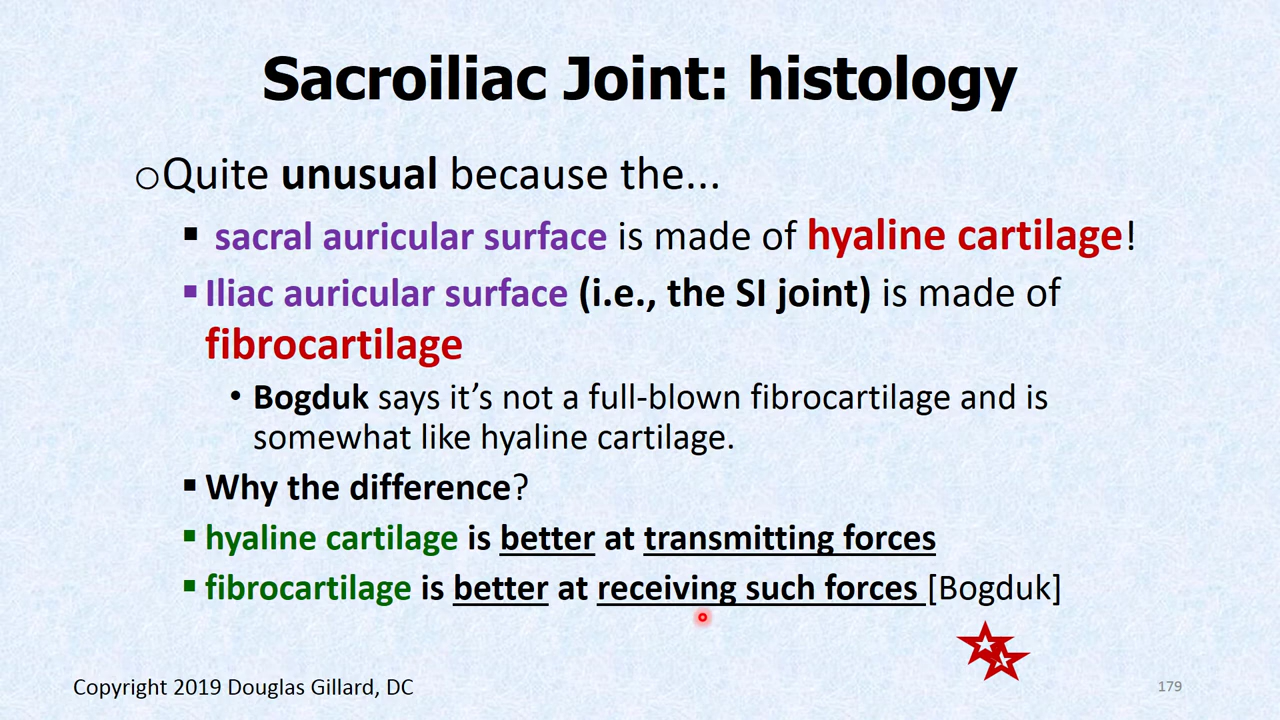 Sacroiliac Joint: histology
oQuite unusual because the...
▪ sacral auricular surface is made of hyaline cartilage!
▪ Iliac auricular surface (i.e., the SI joint) is made of
fibrocartilage
• Bogduk says it’s not a full-blown fibrocartilage and is
somewhat like hyaline cartilage.
▪ Why the difference?
▪ hyaline cartilage is better at transmitting forces
▪ fibrocartilage is better at receiving such forces [Bogduk]
Copyright 2019 Douglas Gillard, DC
179